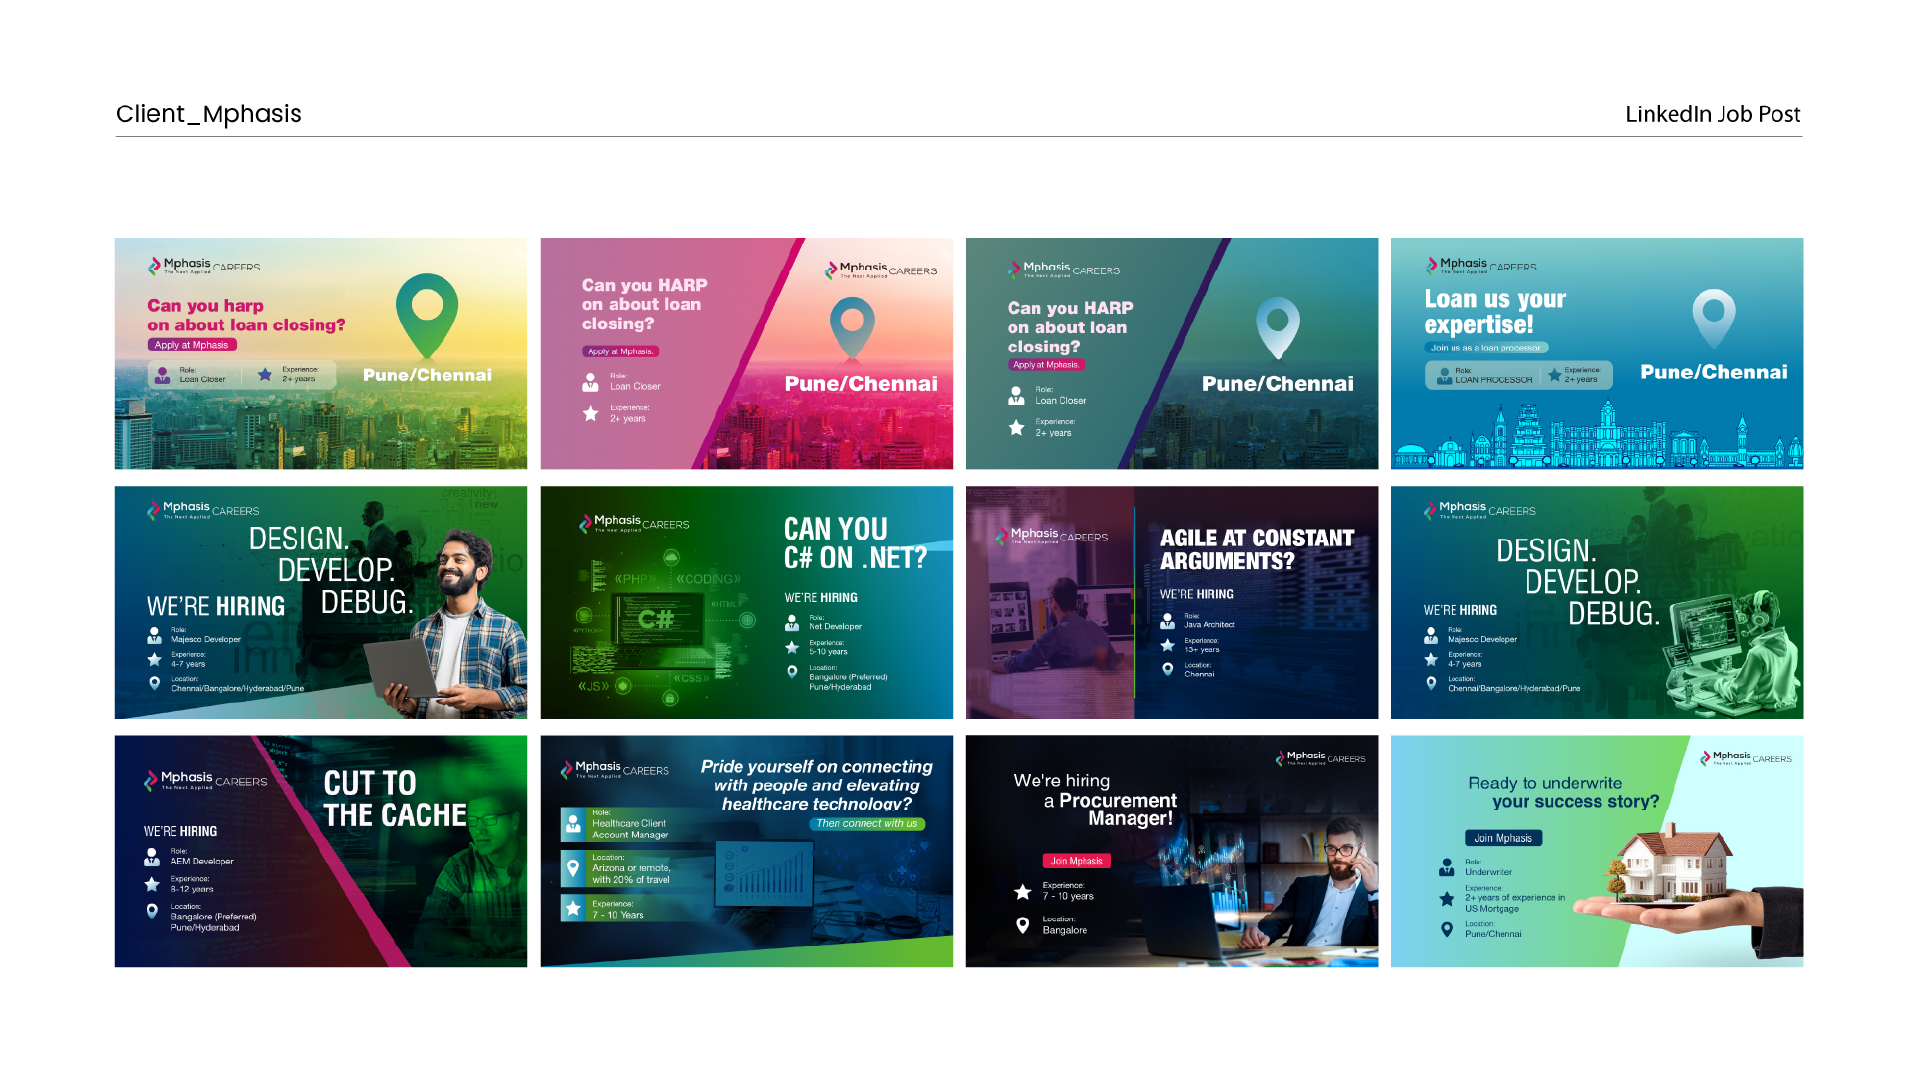 Client_Mphasis
LinkedIn Job Post
Mphasis CAREERS
The Next Applied
Can you harp
on about loan closing?
Apply at Mphasis
Role:
Loan Closer
Experience:
2+ years
Pune/Chennai
Can you HARP
on about loan
closing?
Apply at Mphasis.
Role:
Loan Closer
Experience:
2+ years
Mphasis CAREERS
The Next Applied
Pune/Chennai
Mphasis CAREERS
The Next Applied
Can you HARP
on about loan
closing?
Apply at Mphasis.
Role:
Loan Closer
Experience:
2+ years
Pune/Chennai
Mphasis CAREERS
The Next Applied
Loan us your
expertise!
Join us as a loan processor
Role:
LOAN PROCESSOR
Experience:
2+ years
Pune/Chennai
Mphasis CAREERS
The Next Applied
creativity
new
DESIGN.
DEVELOP.
DEBUG.
WE'RE HIRING
Role:
Majesco Developer
Experience:
4-7 years
Location:
Chennai/Bangalore/Hyderabad/Pune
Mphasis CAREERS
The Next Applied
«PHP»
«CODING»
«HTML»
C#
«PYTHON»
«CSS»
«JS»
CAN YOU
C# ON .NET?
WE'RE HIRING
Role:
Net Developer
Experience:
5-10 years
Location:
Bangalore (Preferred)
Pune/Hyderabad
Mphasis CAREERS
The Next Applied
AGILE AT CONSTANT
ARGUMENTS?
WE'RE HIRING
Role:
Java Architect
Experience:
13+ years
Location:
Chennai
Mphasis CAREERS
The Next Applied
DESIGN.
DEVELOP.
DEBUG.
WE'RE HIRING
Role:
Majesco Developer
Experience:
4-7 years
Location:
Chennai/Bangalore/Hyderabad/Pune
Mphasis CAREERS
The Next Applied
CUT TO
THE CACHE
WE'RE HIRING
Role:
AEM Developer
Experience:
8-12 years
Location:
Bangalore (Preferred)
Pune/Hyderabad
Mphasis CAREERS
The Next Applied
Pride yourself on connecting
with people and elevating
healthcare technology?
Then connect with us
Role:
Healthcare Client
Account Manager
Location:
Arizona or remote,
with 20% of travel
Experience:
7 - 10 Years
Mphasis CAREERS
The Next Applied
We're hiring
a Procurement
Manager!
Join Mphasis
Experience:
7 - 10 years
Location:
Bangalore
Mphasis CAREERS
The Next Applied
Ready to underwrite
your success story?
Join Mphasis
Role:
Underwriter
Experience
2+ years of experience in
US Mortgage
Location:
Pune/Chennai